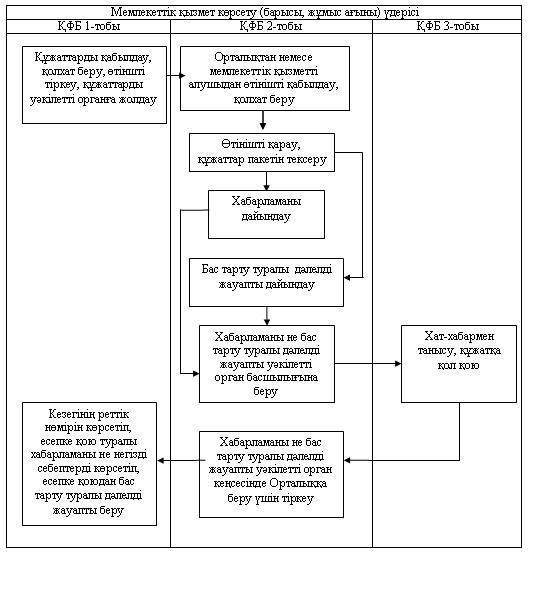 Мемлекеттік қызмет көрсету (барысы, жұмыс ағыны) үдерісі
ҚФБ 1-тобы
ҚФБ 2-тобы
ҚФБ 3-тобы
Құжаттарды қабылдау,
қолхат беру, өтінішті
тіркеу, құжаттарды
уәкілетті органға жолдау
Орталықтан немесе
мемлекеттік қызметті
алушыдан өтінішті қабылдау,
қолхат беру
Өтінішті қарау,
құжаттар пакетін тексеру
Хабарламаны
дайындау
Бас тарту туралы дәлелді
жауапты дайындау
Хабарламаны не бас
тарту туралы дәлелді
жауапты уәкілетті
орган басшылығына
беру
Хат-хабармен
танысу, құжатқа
қол қою
Кезегінің реттік
нөмірін көрсетіп,
есепке қою туралы
хабарламаны не негізді
себептерді көрсетіп,
есепке қоюдан бас
тарту туралы дәлелді
жауапты беру
Хабарламаны не бас
тарту туралы дәлелді
жауапты уәкілетті орган
кеңсесінде Орталыққа
беру үшін тіркеу